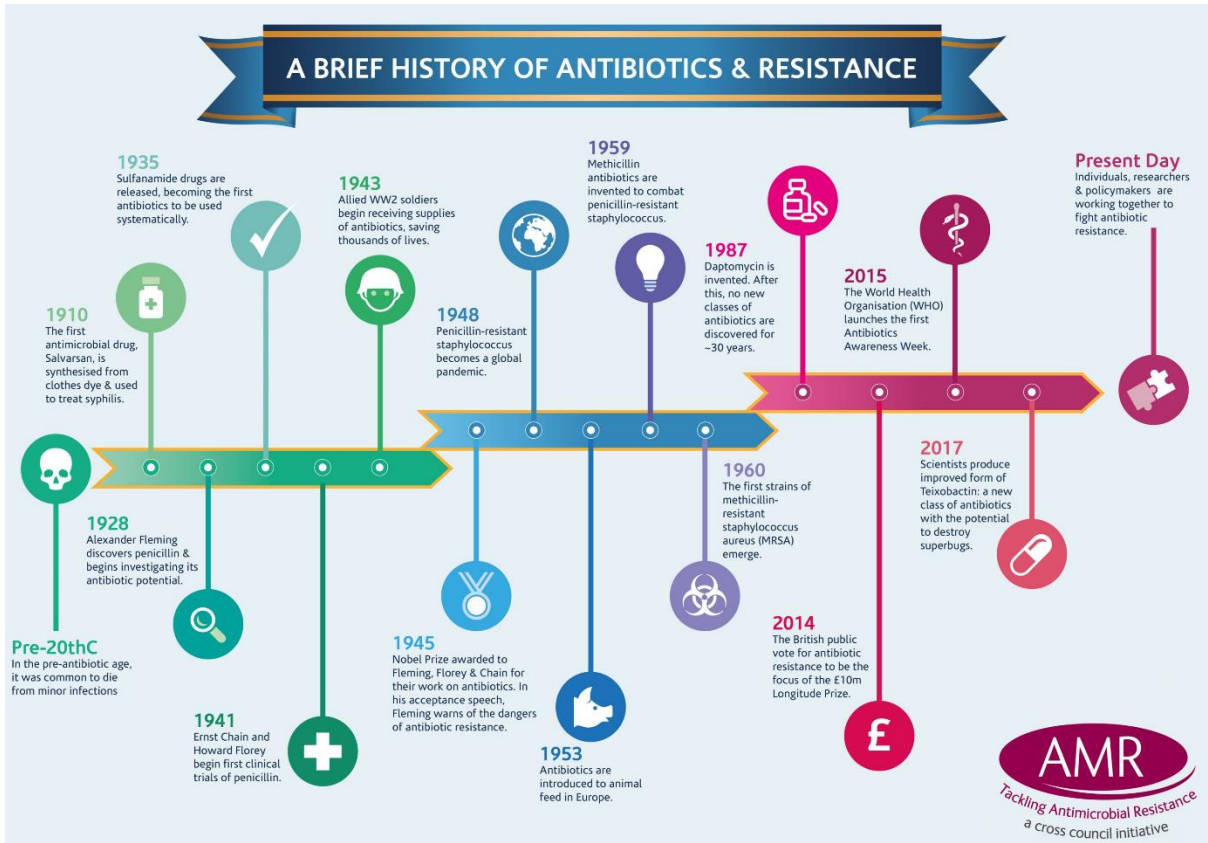 A BRIEF HISTORY OF ANTIBIOTICS & RESISTANCE
Pre-20thC
In the pre-antibiotic age,
it was common to die
from minor infections
1910
The first
antimicrobial drug,
Salvarsan, is
synthesised from
clothes dye & used
to treat syphilis.
1928
Alexander Fleming
discovers penicillin &
begins investigating its
antibiotic potential.
1935
Sulfanamide drugs are
released, becoming the first
antibiotics to be used
systematically.
1941
Ernst Chain and
Howard Florey
begin first clinical
trials of penicillin.
1943
Allied WW2 soldiers
begin receiving supplies
of antibiotics, saving
thousands of lives.
1945
Nobel Prize awarded to
Fleming, Florey & Chain for
their work on antibiotics. In
his acceptance speech,
Fleming warns of the dangers
of antibiotic resistance.
1948
Penicillin-resistant
staphylococcus
becomes a global
pandemic.
1953
Antibiotics are
introduced to animal
feed in Europe.
1959
Methicillin
antibiotics are
invented to combat
penicillin-resistant
staphylococcus.
1960
The first strains of
methicillin-
resistant
staphylococcus
aureus (MRSA)
emerge.
1987
Daptomycin is
invented. After
this, no new
classes of
antibiotics are
discovered for
~30 years.
2014
The British public
vote for antibiotic
resistance to be the
focus of the £10m
Longitude Prize.
£
2015
The World Health
Organisation (WHO)
launches the first
Antibiotics
Awareness Week.
2017
Scientists produce
improved form of
Teixobactin: a new
class of antibiotics
with the potential
to destroy
superbugs.
Present Day
Individuals, researchers
& policymakers are
working together to
fight antibiotic
resistance.
AMR
Tackling Antimicrobial Resistance
a cross council initiative